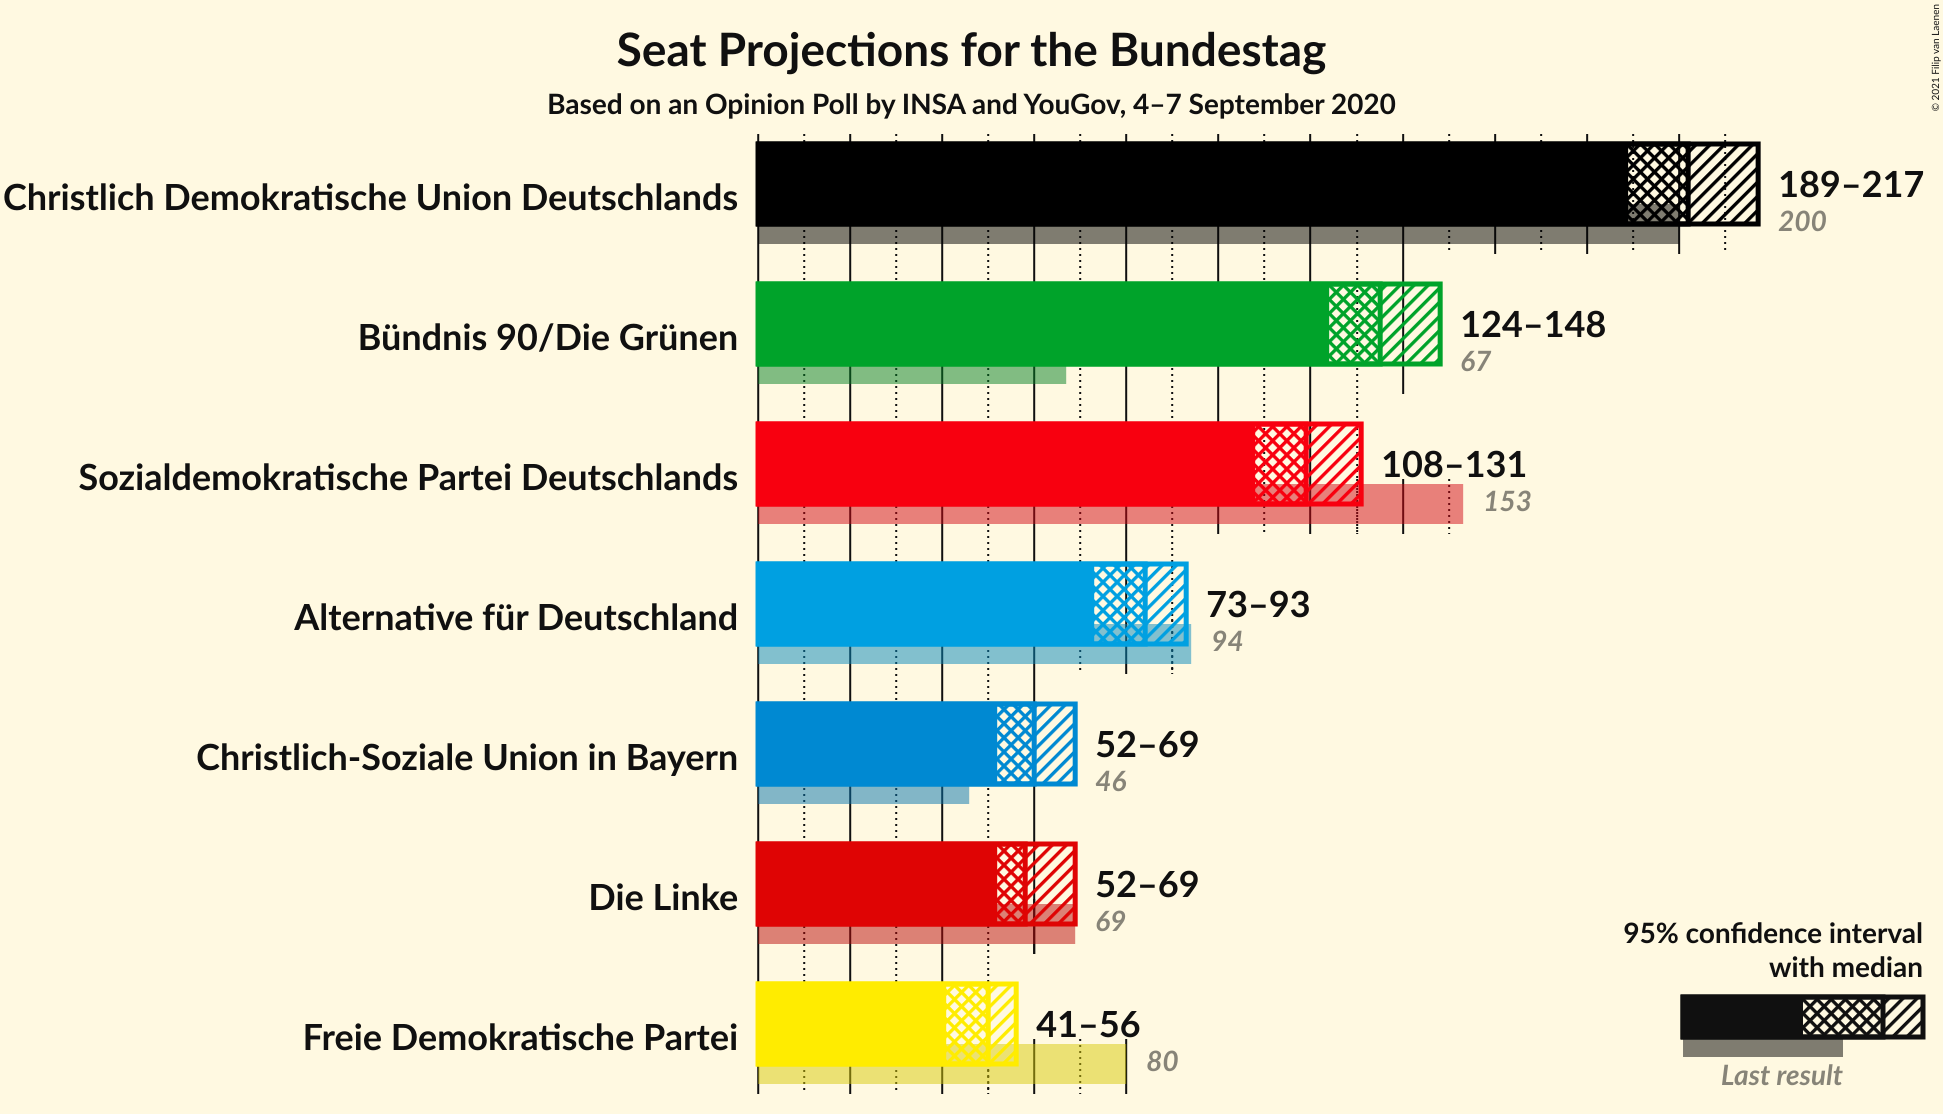 Seat Projections for the Bundestag
Based on an Opinion Poll by INSA and YouGov, 4–7 September 2020
© 2021 Filip van Laenen
Christlich Demokratische Union Deutschlands
189–217
200
Bündnis 90/Die Grünen
124–148
67
Sozialdemokratische Partei Deutschlands
108–131
153
Alternative für Deutschland
73–93
94
Christlich-Soziale Union in Bayern
52–69
46
Die Linke
52–69
69
Freie Demokratische Partei
41–56
80
95% confidence interval
with median
Last result